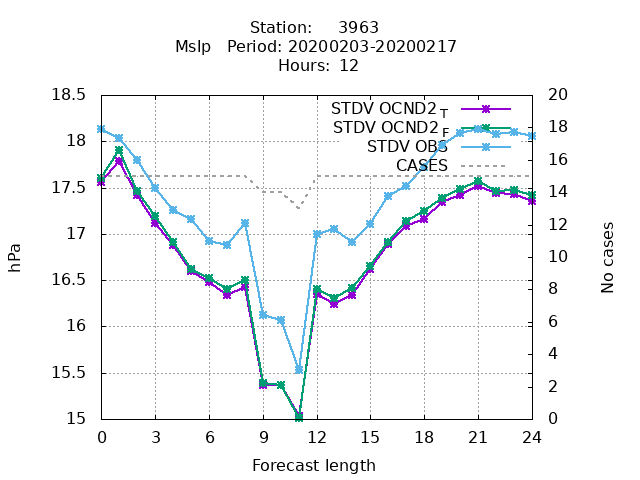 Station: 3963
Mslp Period: 20200203-20200217
Hours: 12
STDV OCND2_T
STDV OCND2_F
STDV OBS
CASES
18.5
18
17.5
17
16.5
16
15.5
15
hPa
20
18
16
14
12
10
8
6
4
2
0
No cases
0 3 6 9 12 15 18 21 24
Forecast length